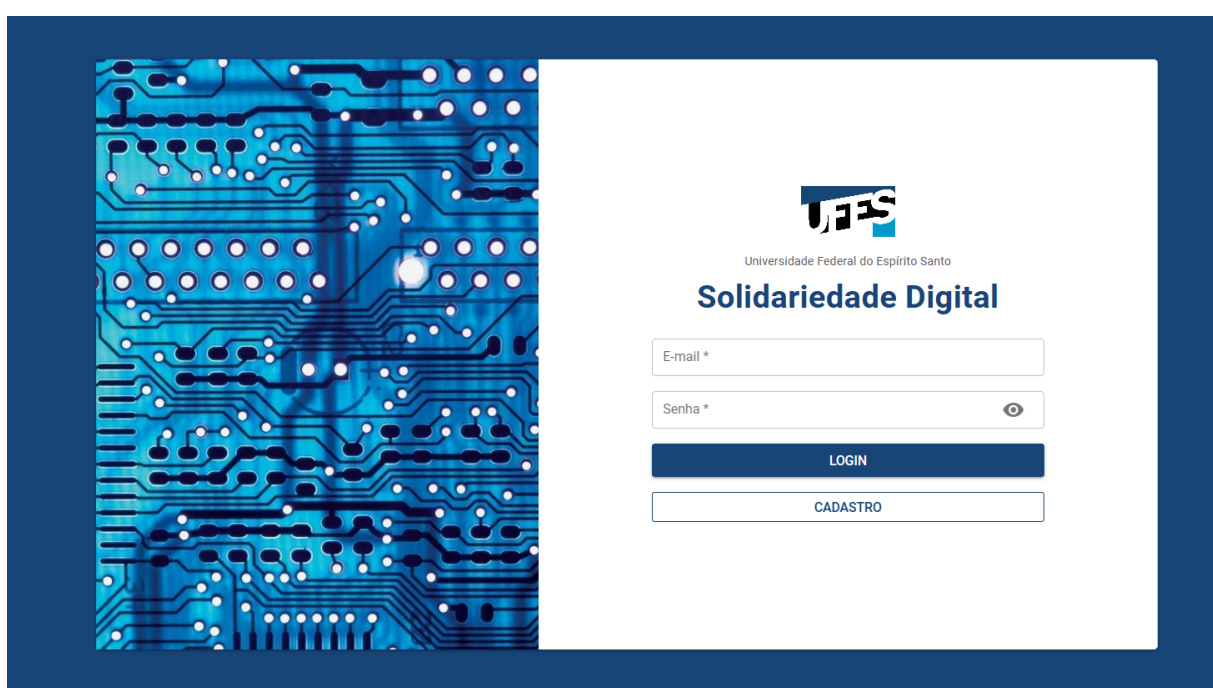 UFES
Universidade Federal do Espírito Santo
Solidariedade Digital
E-mail *
Senha *
LOGIN
CADASTRO